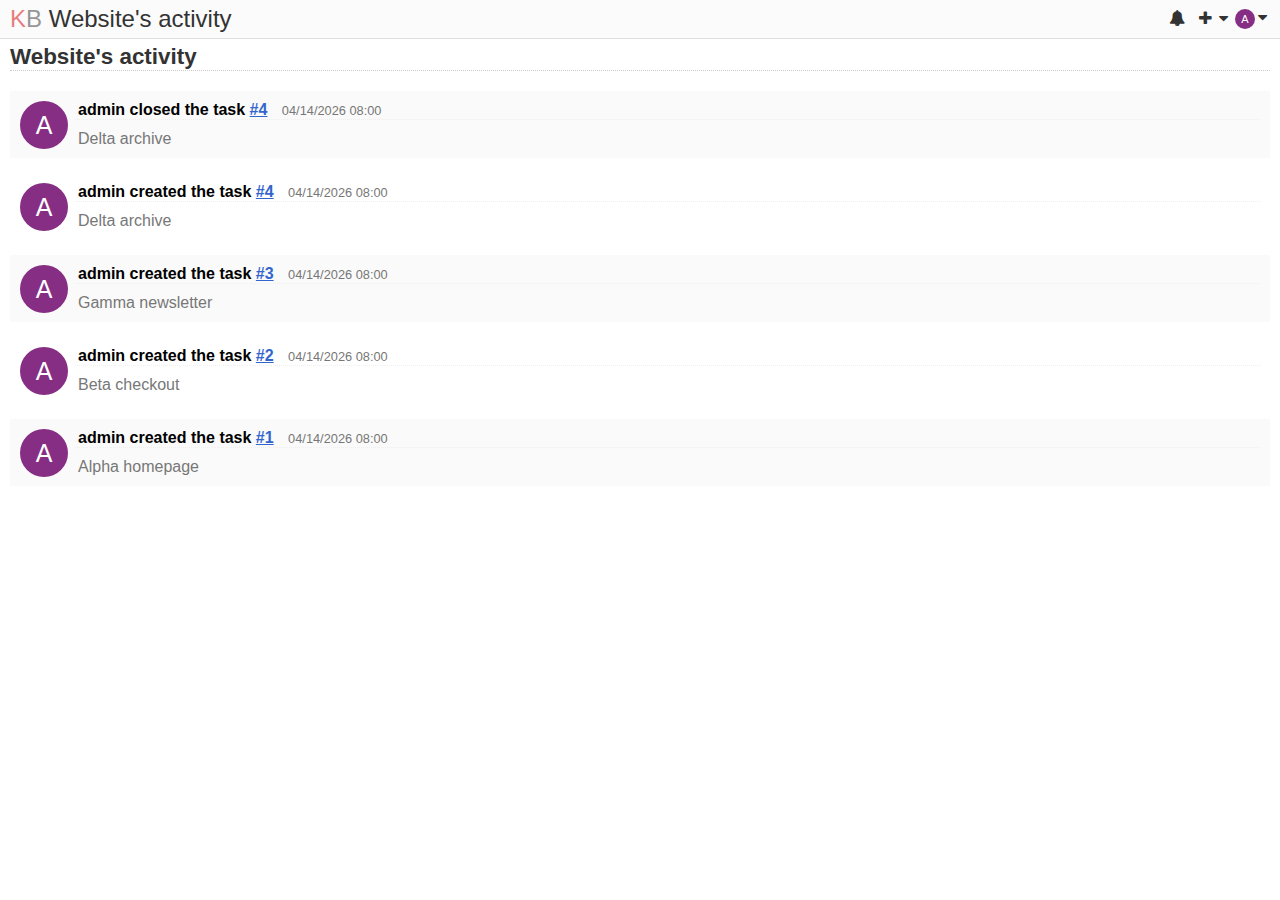 KB Website's activity
A
Website's activity
A
admin closed the task #4 04/14/2026 08:00
Delta archive
A
admin created the task #4 04/14/2026 08:00
Delta archive
A
admin created the task #3 04/14/2026 08:00
Gamma newsletter
A
admin created the task #2 04/14/2026 08:00
Beta checkout
A
admin created the task #1 04/14/2026 08:00
Alpha homepage